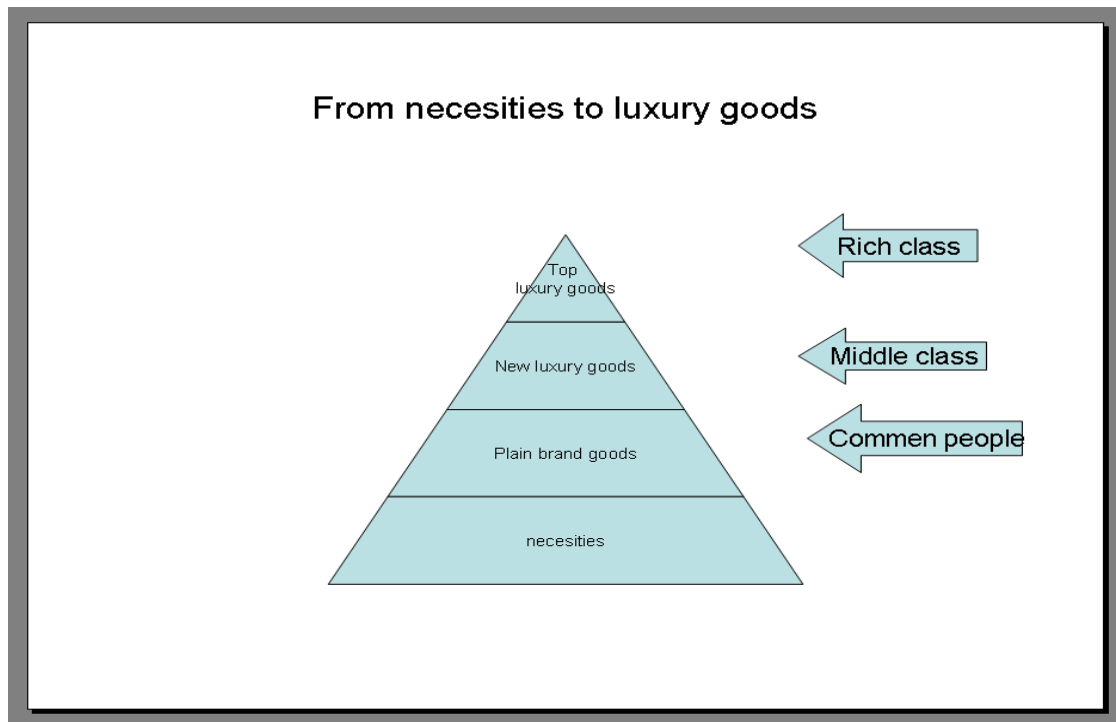 From necesities to luxury goods
Rich class
Top
luxury goods
Middle class
New luxury goods
Commen people
Plain brand goods
necesities